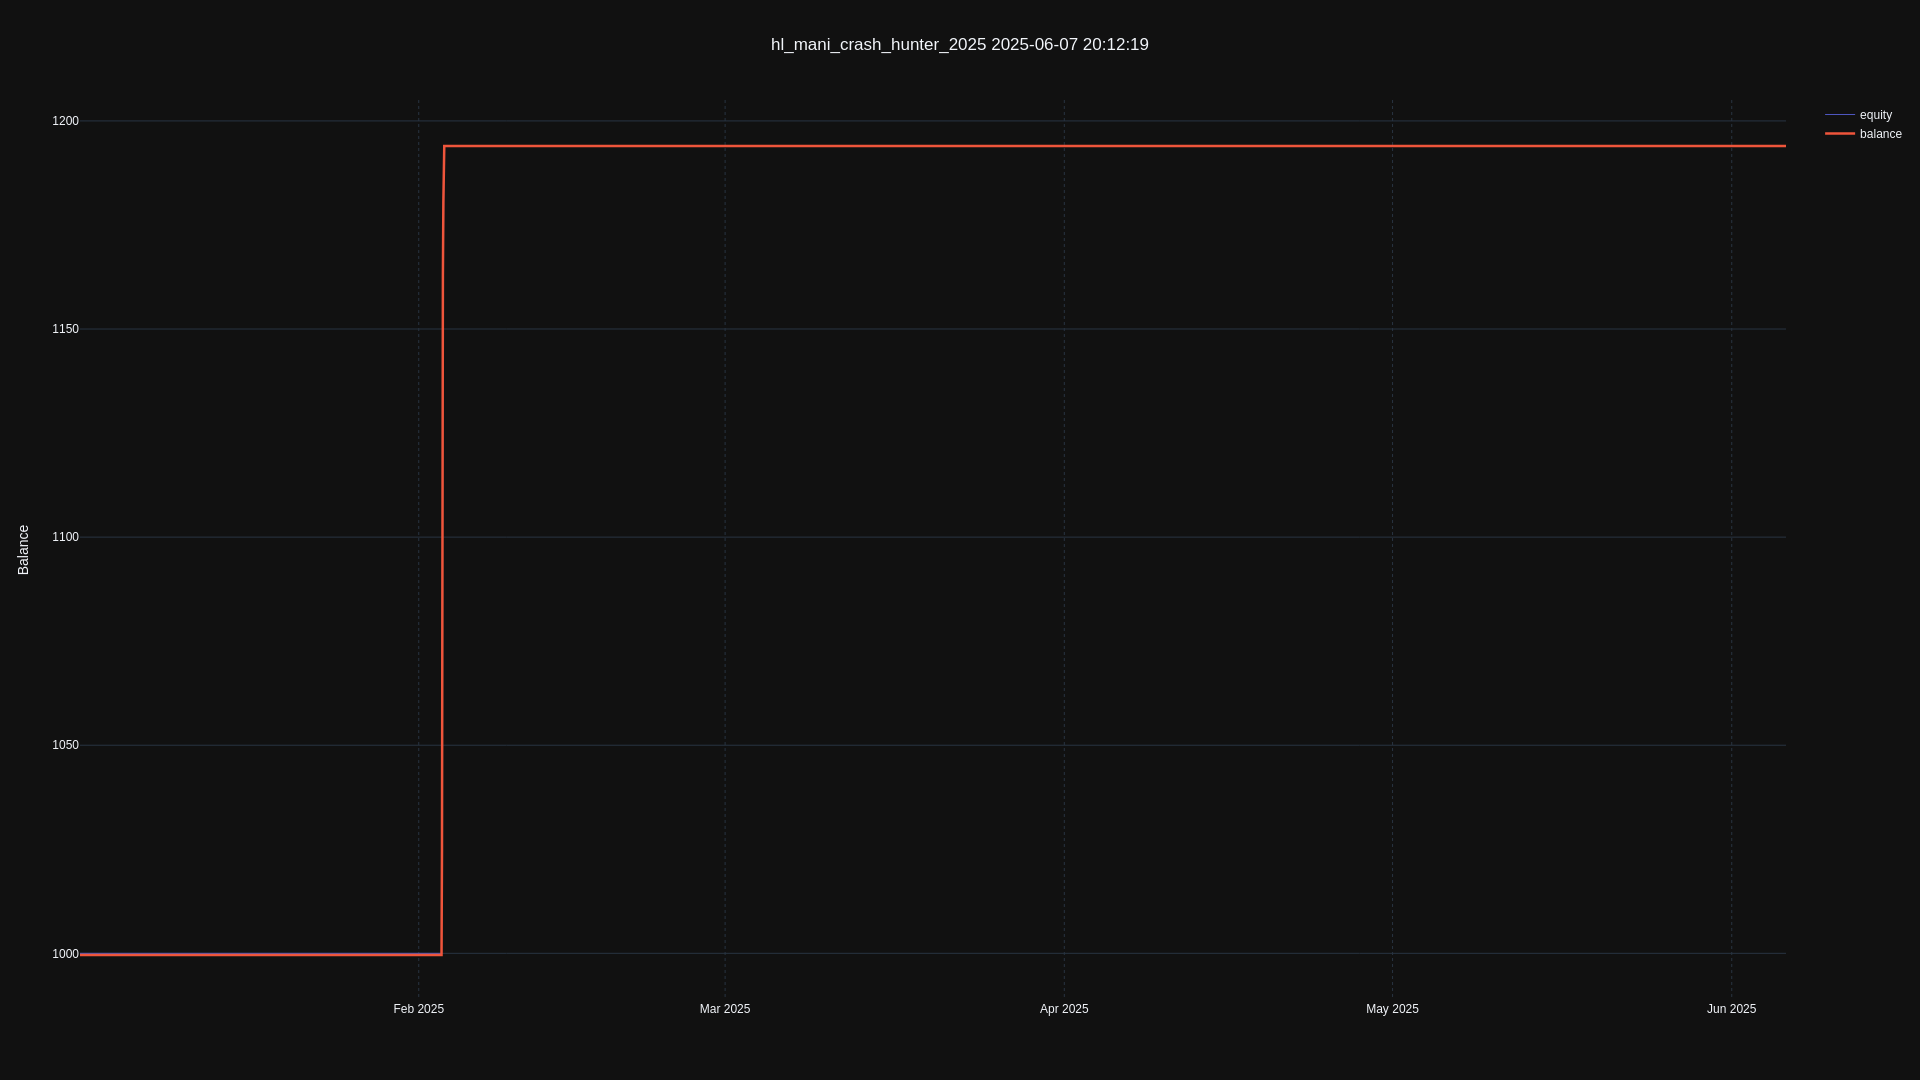 hl_mani_crash_hunter_2025 2025-06-07 20:12:19
equity
balance
Balance
1200
1150
1100
1050
1000
Feb 2025
Mar 2025
Apr 2025
May 2025
Jun 2025